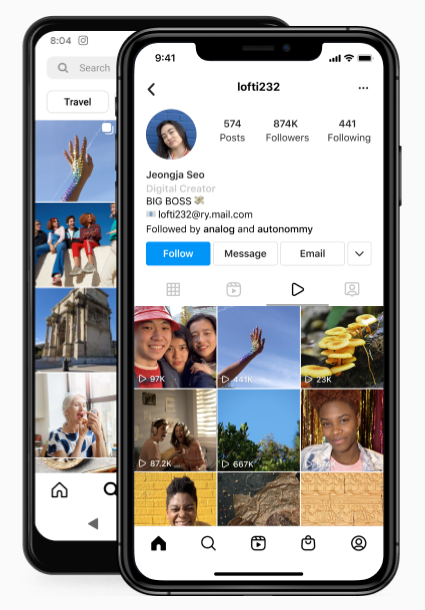 8:04
Search
Travel
9:41
lofti232
574
874K
441
Posts
Followers
Following
Jeongja Seo
Digital Creator
BIG BOSS
lofti232@ry.mail.com
Followed by analog and autonommy
Follow
Message
Email
97K
441K
23K
87.2K
667K